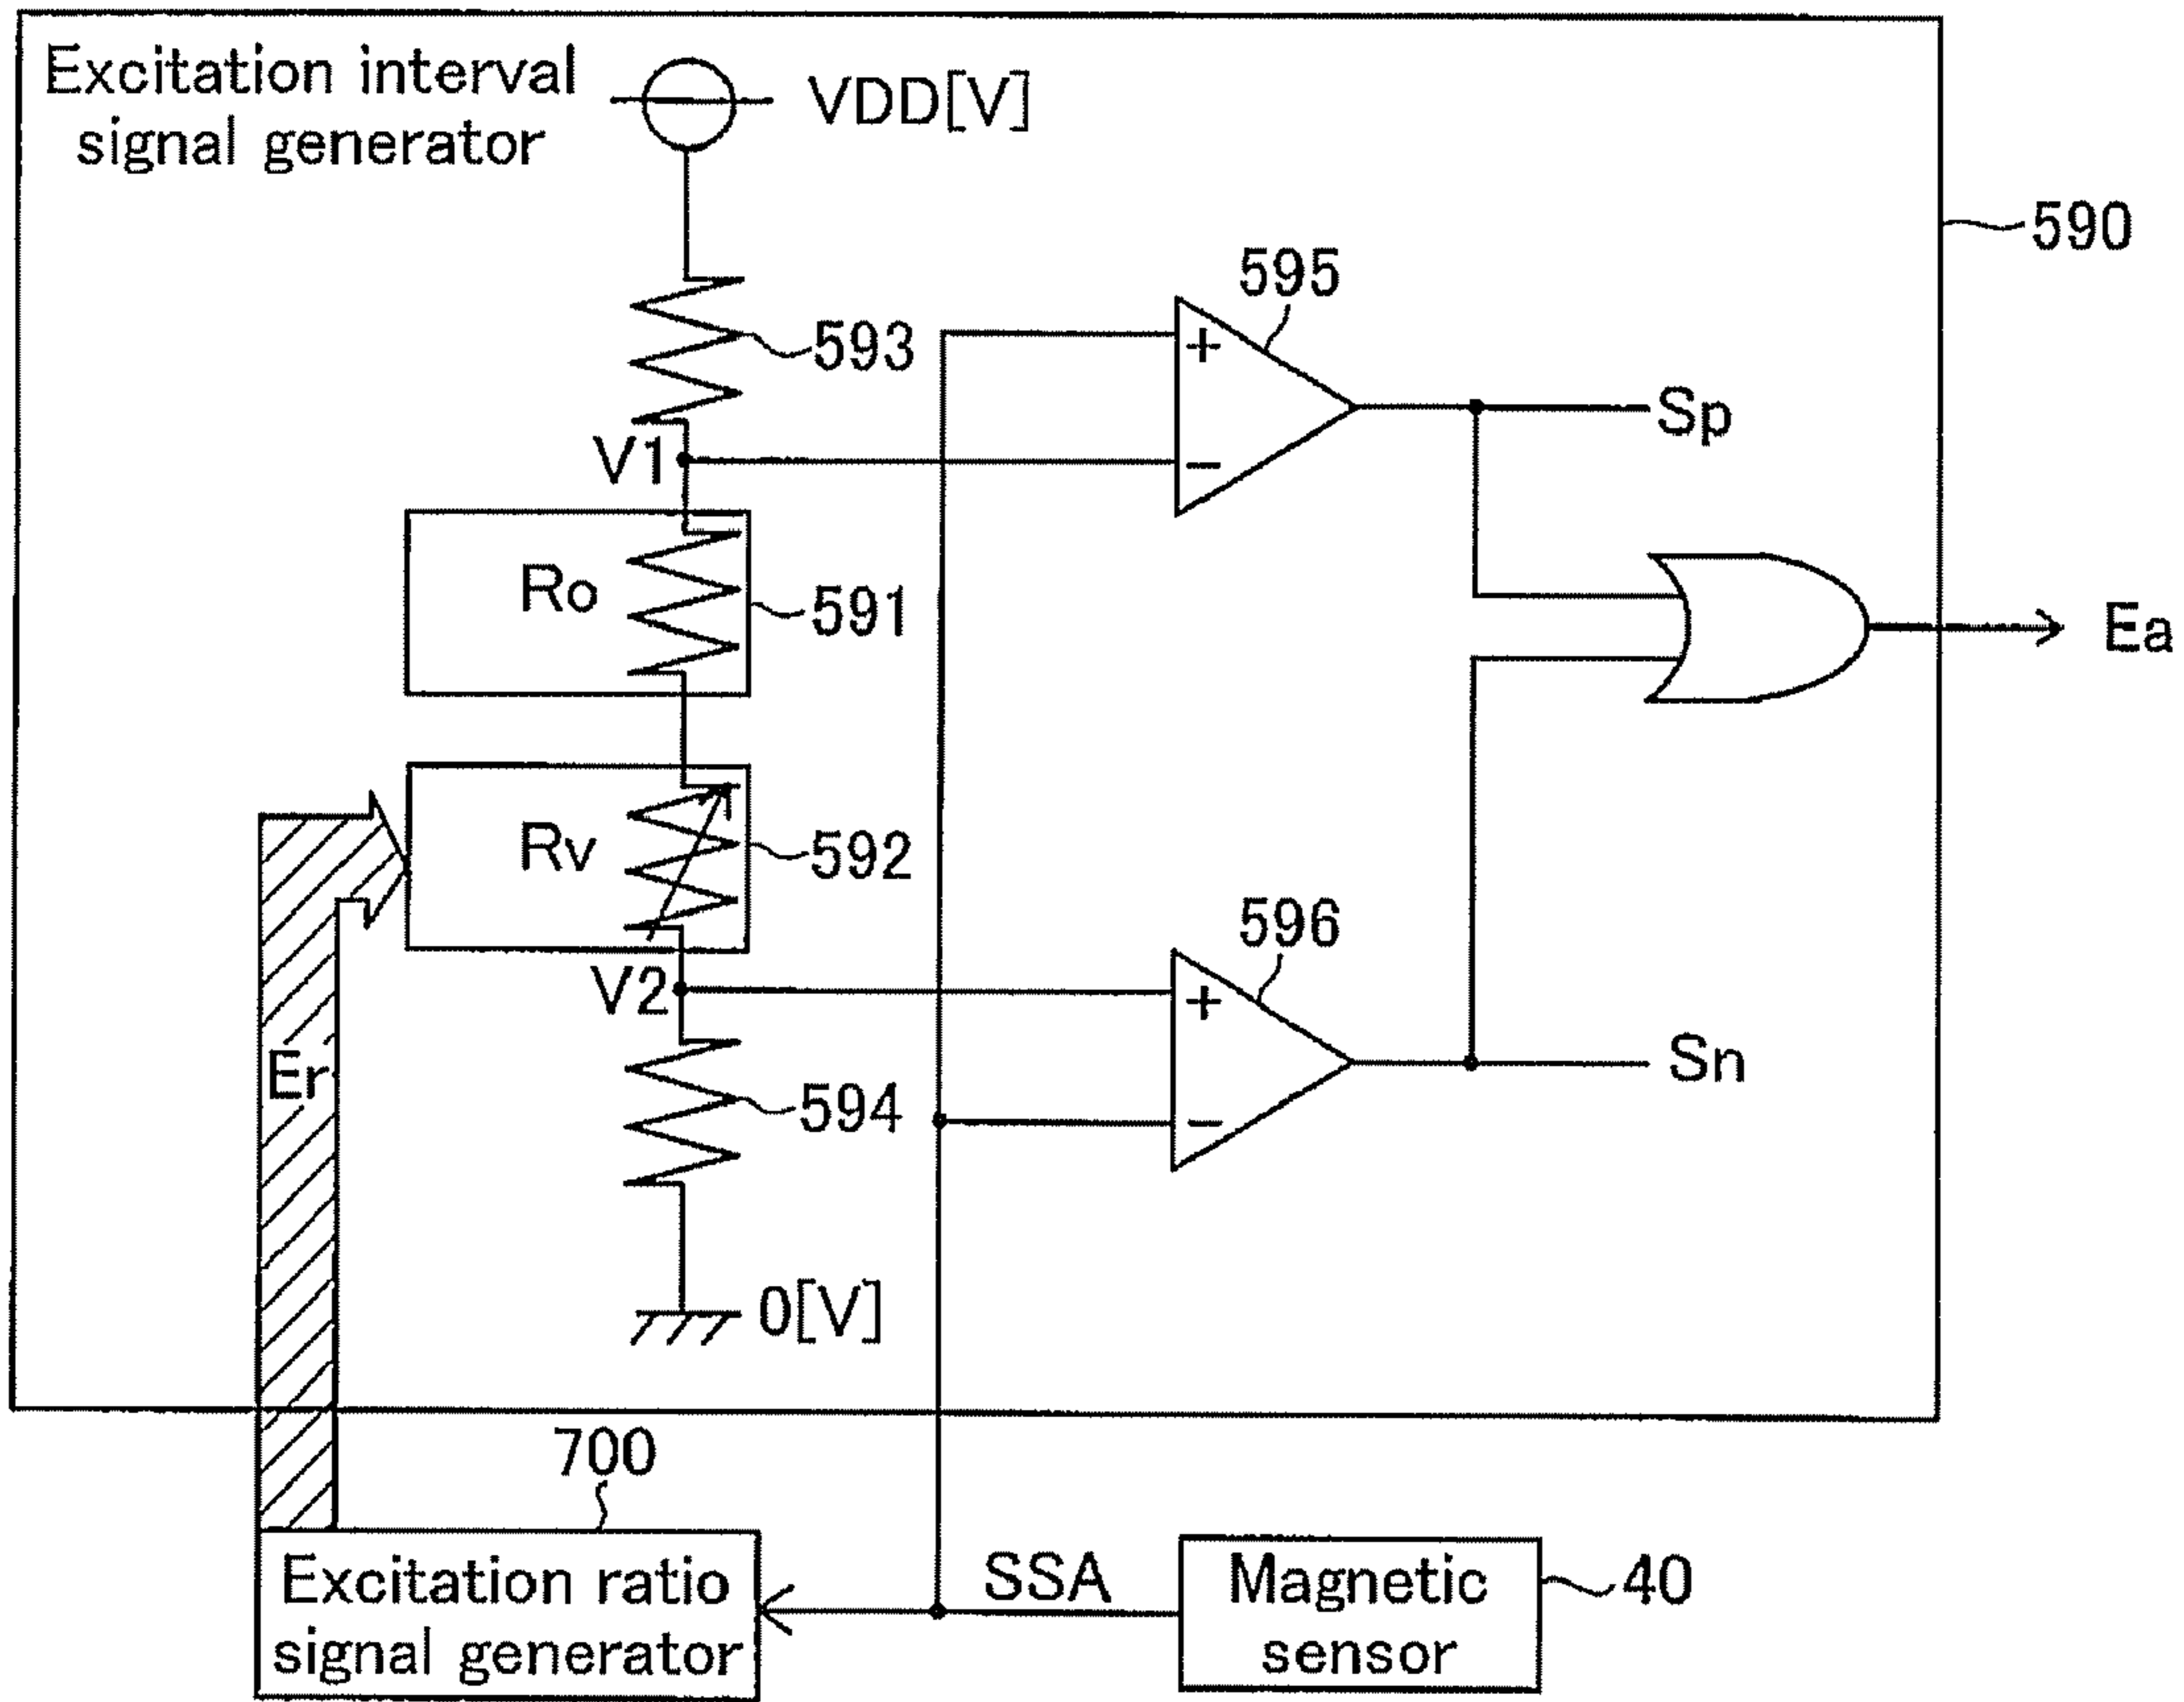 Excitation interval
signal generator
VDD[V]
590
595
593
+
Sp
V1
−
Ro
591
Ea
Rv
592
596
V2
+
Er
Sn
594
−
0[V]
700
Excitation ratio
signal generator
SSA
Magnetic
sensor
40